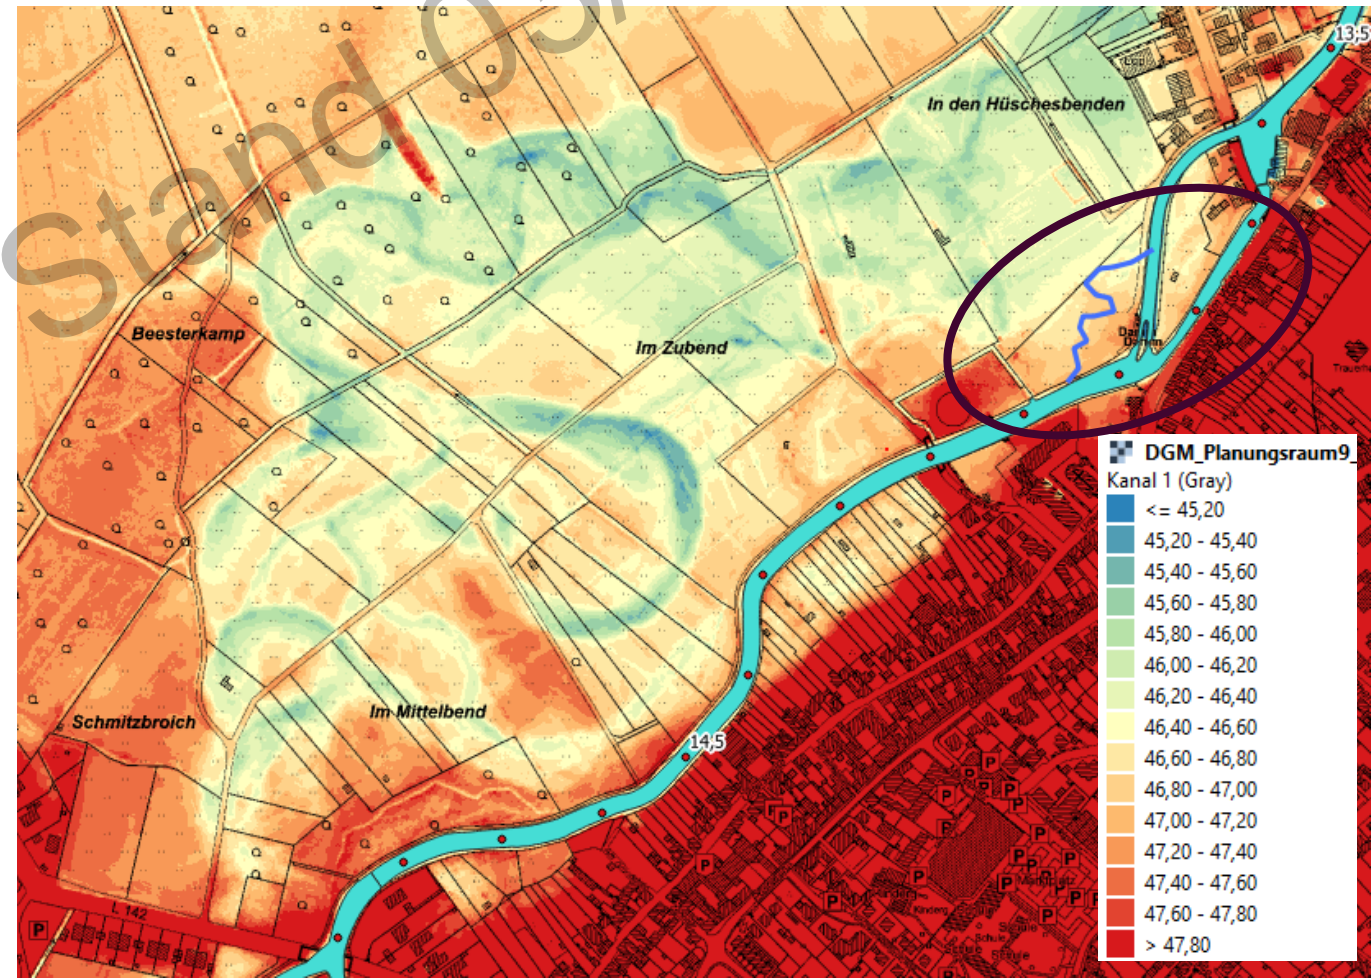 Stand 03/
13,5
In den Hüschesbenden
Beesterkamp
Im Zubend
DGM_Planungsraum9_
Kanal 1 (Gray)
<= 45,20
45,20 - 45,40
45,40 - 45,60
45,60 - 45,80
45,80 - 46,00
46,00 - 46,20
46,20 - 46,40
46,40 - 46,60
46,60 - 46,80
46,80 - 47,00
47,00 - 47,20
47,20 - 47,40
47,40 - 47,60
47,60 - 47,80
> 47,80
Schmitzbroich
Im Mittelbend
14,5
L 142
P
P
P
P
P
P
P
P
P
Schule
Schule